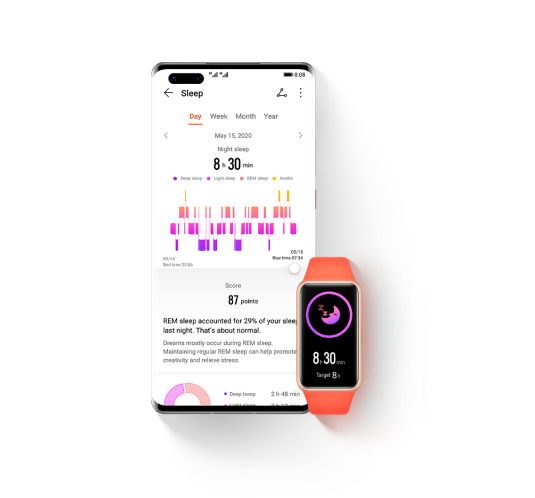 8:08
Sleep
Day Week Month Year
May 15, 2020
Night sleep
8 h 30 min
Deep sleep Light sleep REM sleep Awake
05/14 05/15
Bed time 23:06 Rise time 07:34
Score
87 points
REM sleep accounted for 29% of your sleep
last night. That's about normal.
Dreams mostly occur during REM sleep.
Maintaining regular REM sleep can help promote
creativity and relieve stress.
Deep seep 2 h 48 min
Light sleep
z z z
8 h 30 min
Target 8 h